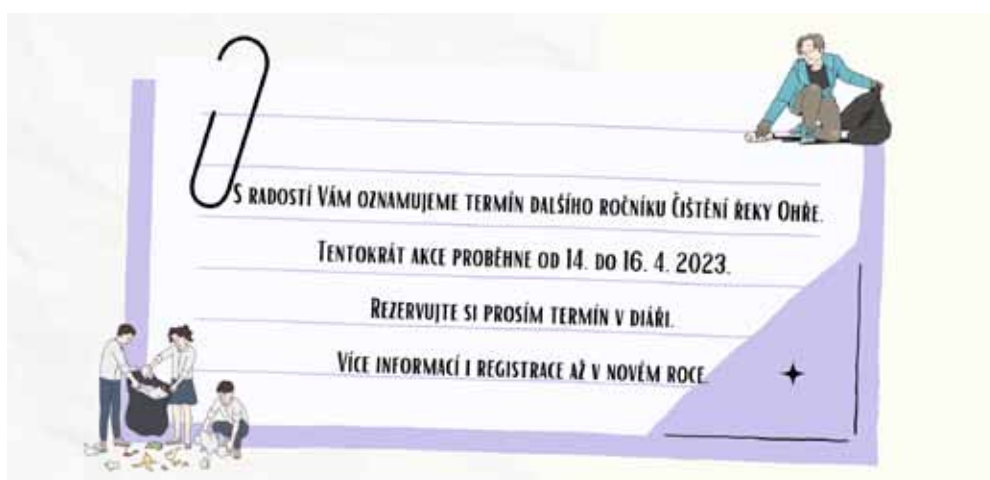 S radostí Vám oznamujeme termín dalšího ročníku Čištění řeky Ohře.
Tentokrát akce proběhne od 14. do 16. 4. 2023.
Rezervujte si prosím termín v diáři.
Více informací i registrace až v novém roce.